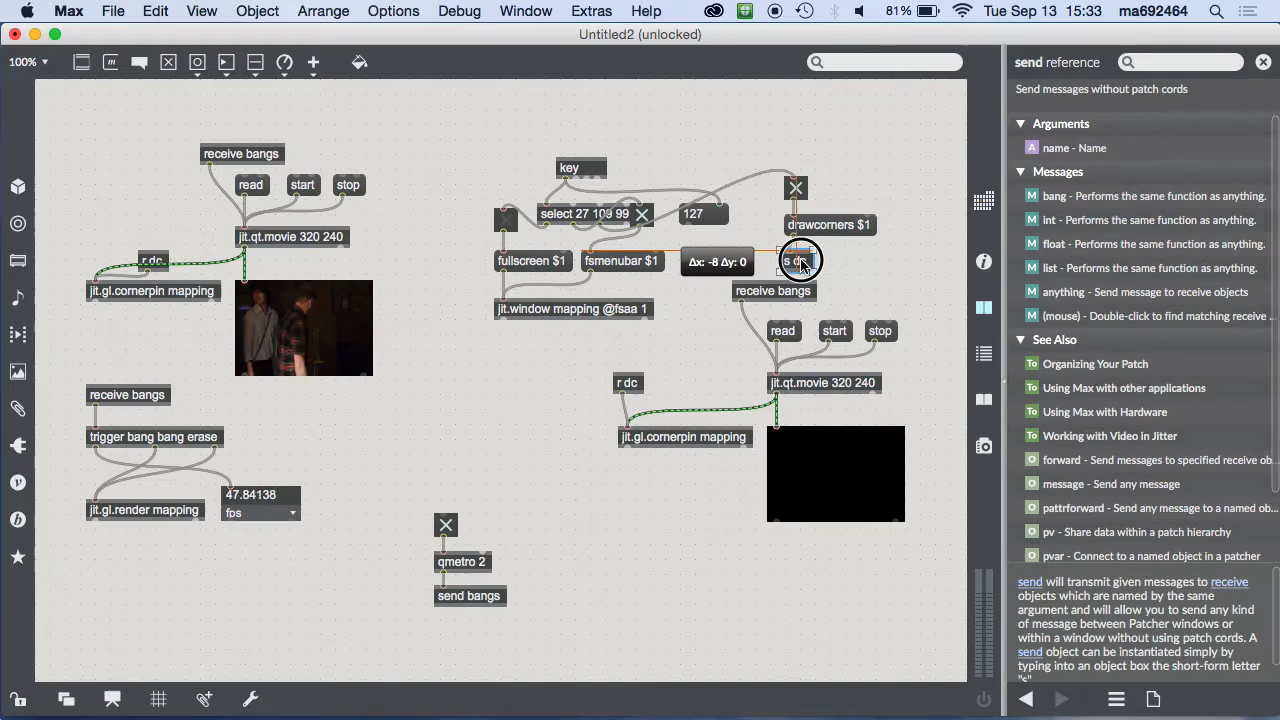 Max File Edit View Object Arrange Options Debug Window Extras Help 81% Tue Sep 13 15:33 ma692464
Untitled2 (unlocked)
100%
receive bangs
read start stop
jit.qt.movie 320 240
r dc
jit.gl.cornerpin mapping
receive bangs
trigger bang bang erase
jit.gl.render mapping
47.84138
fps
key
select 27 109 99
127
fullscreen $1
fsmenubar $1
Δx: -8 Δy: 0
jit.window mapping @fsaa 1
drawcorners $1
receive bangs
read start stop
jit.qt.movie 320 240
r dc
jit.gl.cornerpin mapping
qmetro 2
send bangs
send reference
Send messages without patch cords
Arguments
A name - Name
Messages
M bang - Performs the same function as anything.
M int - Performs the same function as anything.
M float - Performs the same function as anything.
M list - Performs the same function as anything.
M anything - Send message to receive objects
M (mouse) - Double-click to find matching receive ...
See Also
To Organizing Your Patch
To Using Max with other applications
To Using Max with Hardware
To Working with Video in Jitter
O forward - Send messages to specified receive ob...
O message - Send any message
O pattrforward - Send any message to a named ob...
O pv - Share data within a patch hierarchy
O pvar - Connect to a named object in a patcher
send will transmit given messages to receive
objects which are named by the same
argument and will allow you to send any kind
of message between Patcher windows or
within a window without using patch cords. A
send object can be instantiated simply by
typing into an object box the short-form letter
"s"